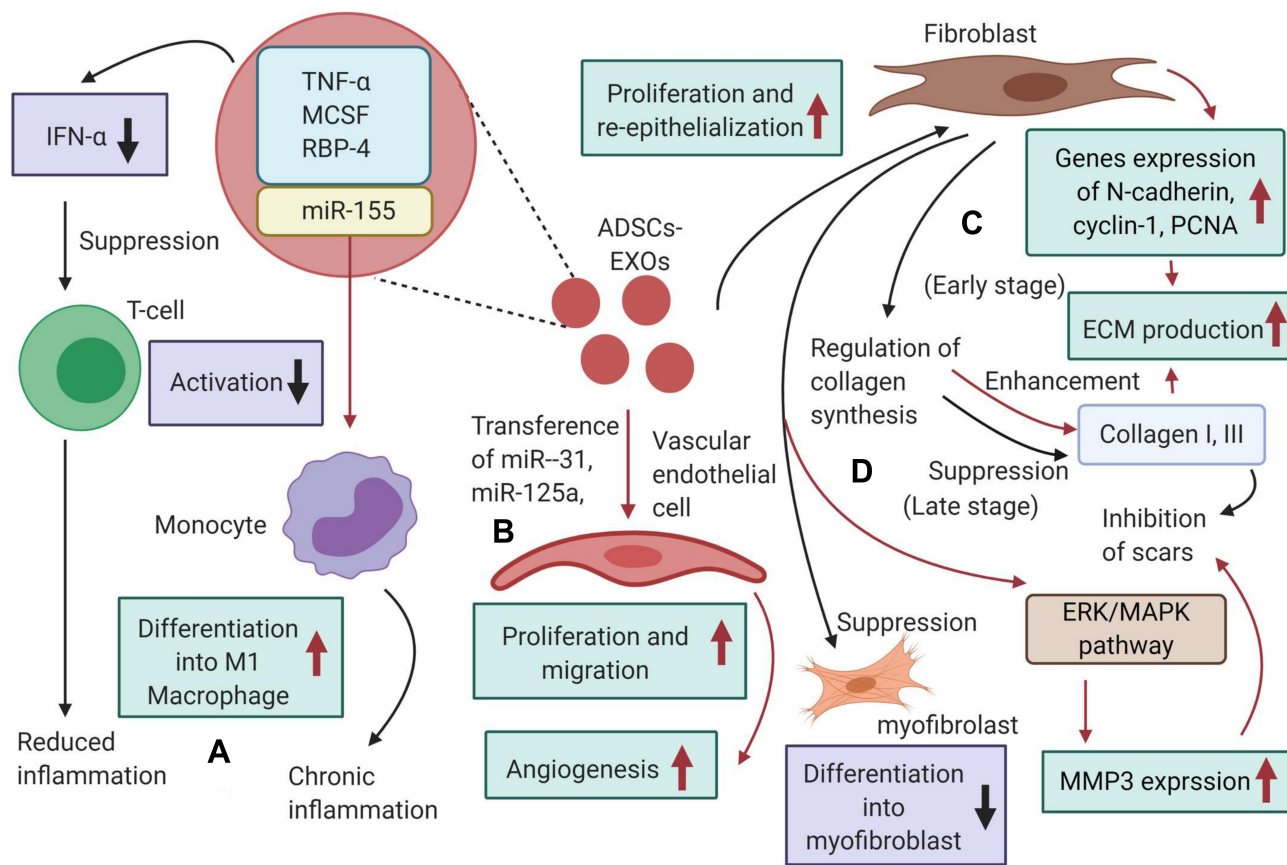 IFN-α
TNF-α
MCSF
RBP-4
miR-155
Suppression
T-cell
Activation
Monocyte
Differentiation
into M1
Macrophage
A
Reduced
inflammation
Chronic
inflammation
ADSCs-
EXOs
Transference
of miR--31,
miR-125a,
Vascular
endothelial
cell
B
Proliferation and
migration
Angiogenesis
Proliferation and
re-epithelialization
Fibroblast
Genes expression
of N-cadherin,
cyclin-1, PCNA
C
(Early stage)
ECM production
Regulation of
collagen
synthesis
Enhancement
Collagen I, III
D
Suppression
(Late stage)
Inhibition
of scars
ERK/MAPK
pathway
Suppression
myofibrolast
Differentiation
into
myofibroblast
MMP3 exprssion